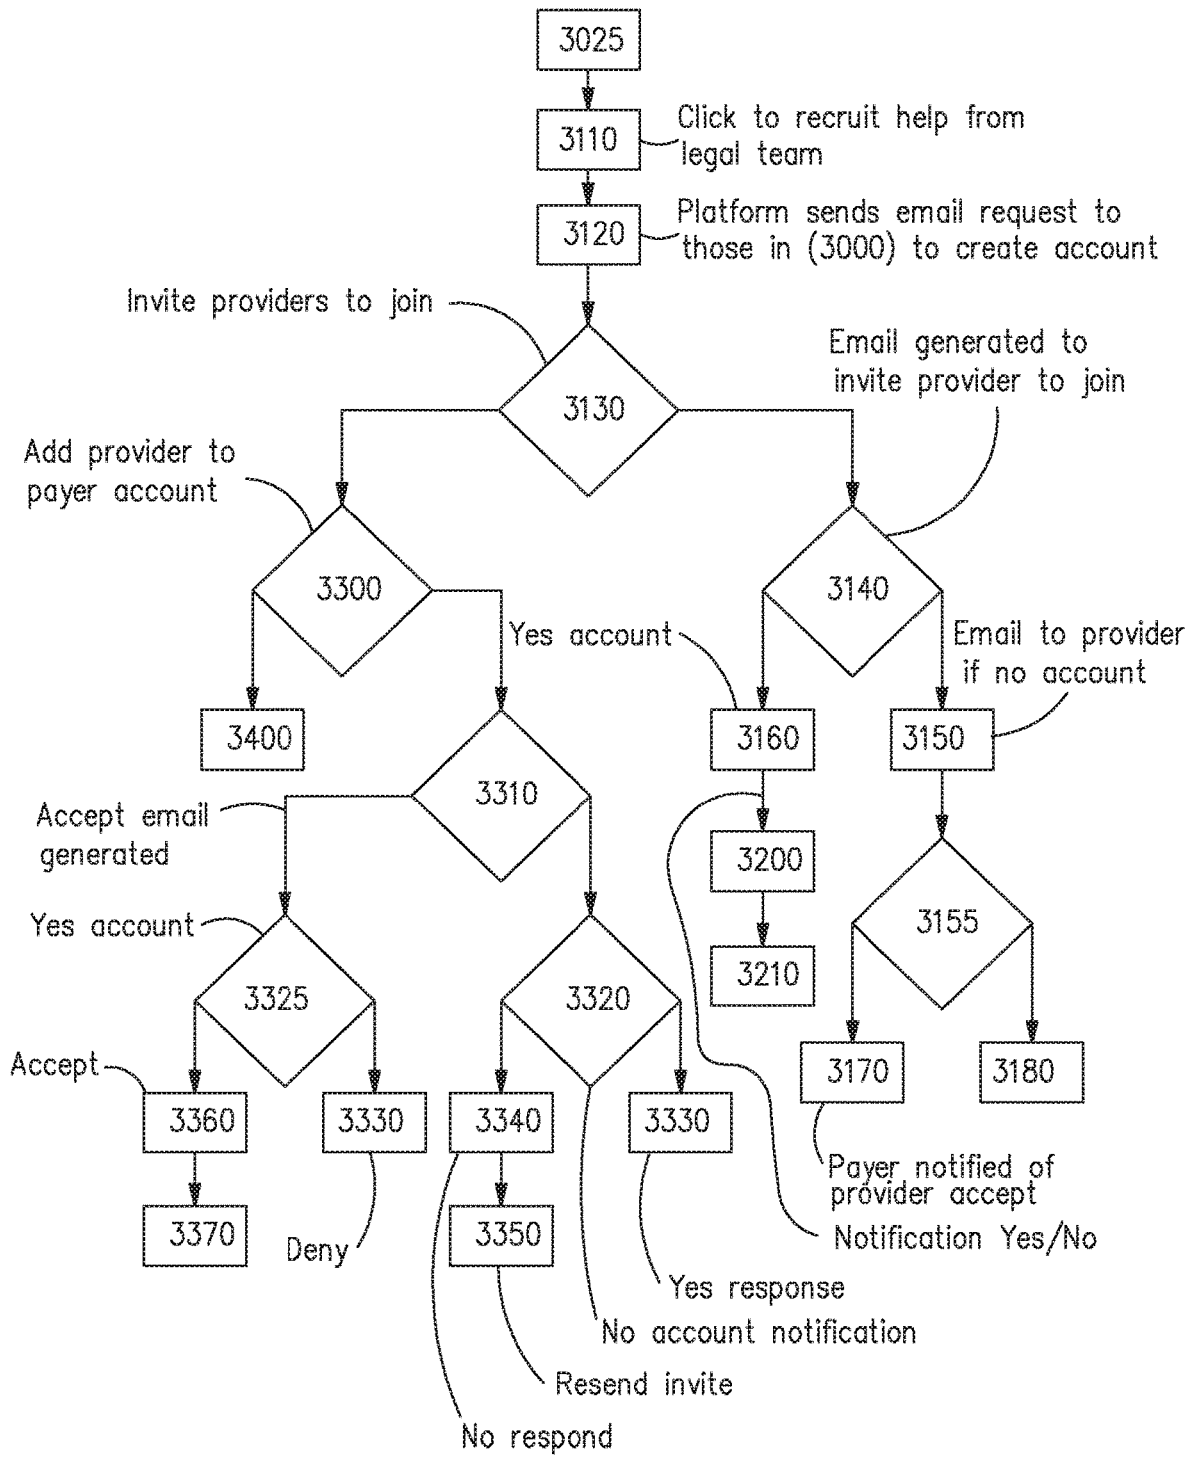 3025
3110
Click to recruit help from
legal team
3120
Platform sends email request to
those in (3000) to create account
Invite providers to join
3130
Email generated to
invite provider to join
Add provider to
payer account
3300
3140
Yes account
Email to provider
if no account
3400
3310
3160
3150
Accept email
generated
3200
Yes account
3325
3320
3210
3155
Accept
3360
3330
3340
3330
3170
3180
3370
Deny
3350
Payer notified of
provider accept
Notification Yes/No
Yes response
No account notification
Resend invite
No respond